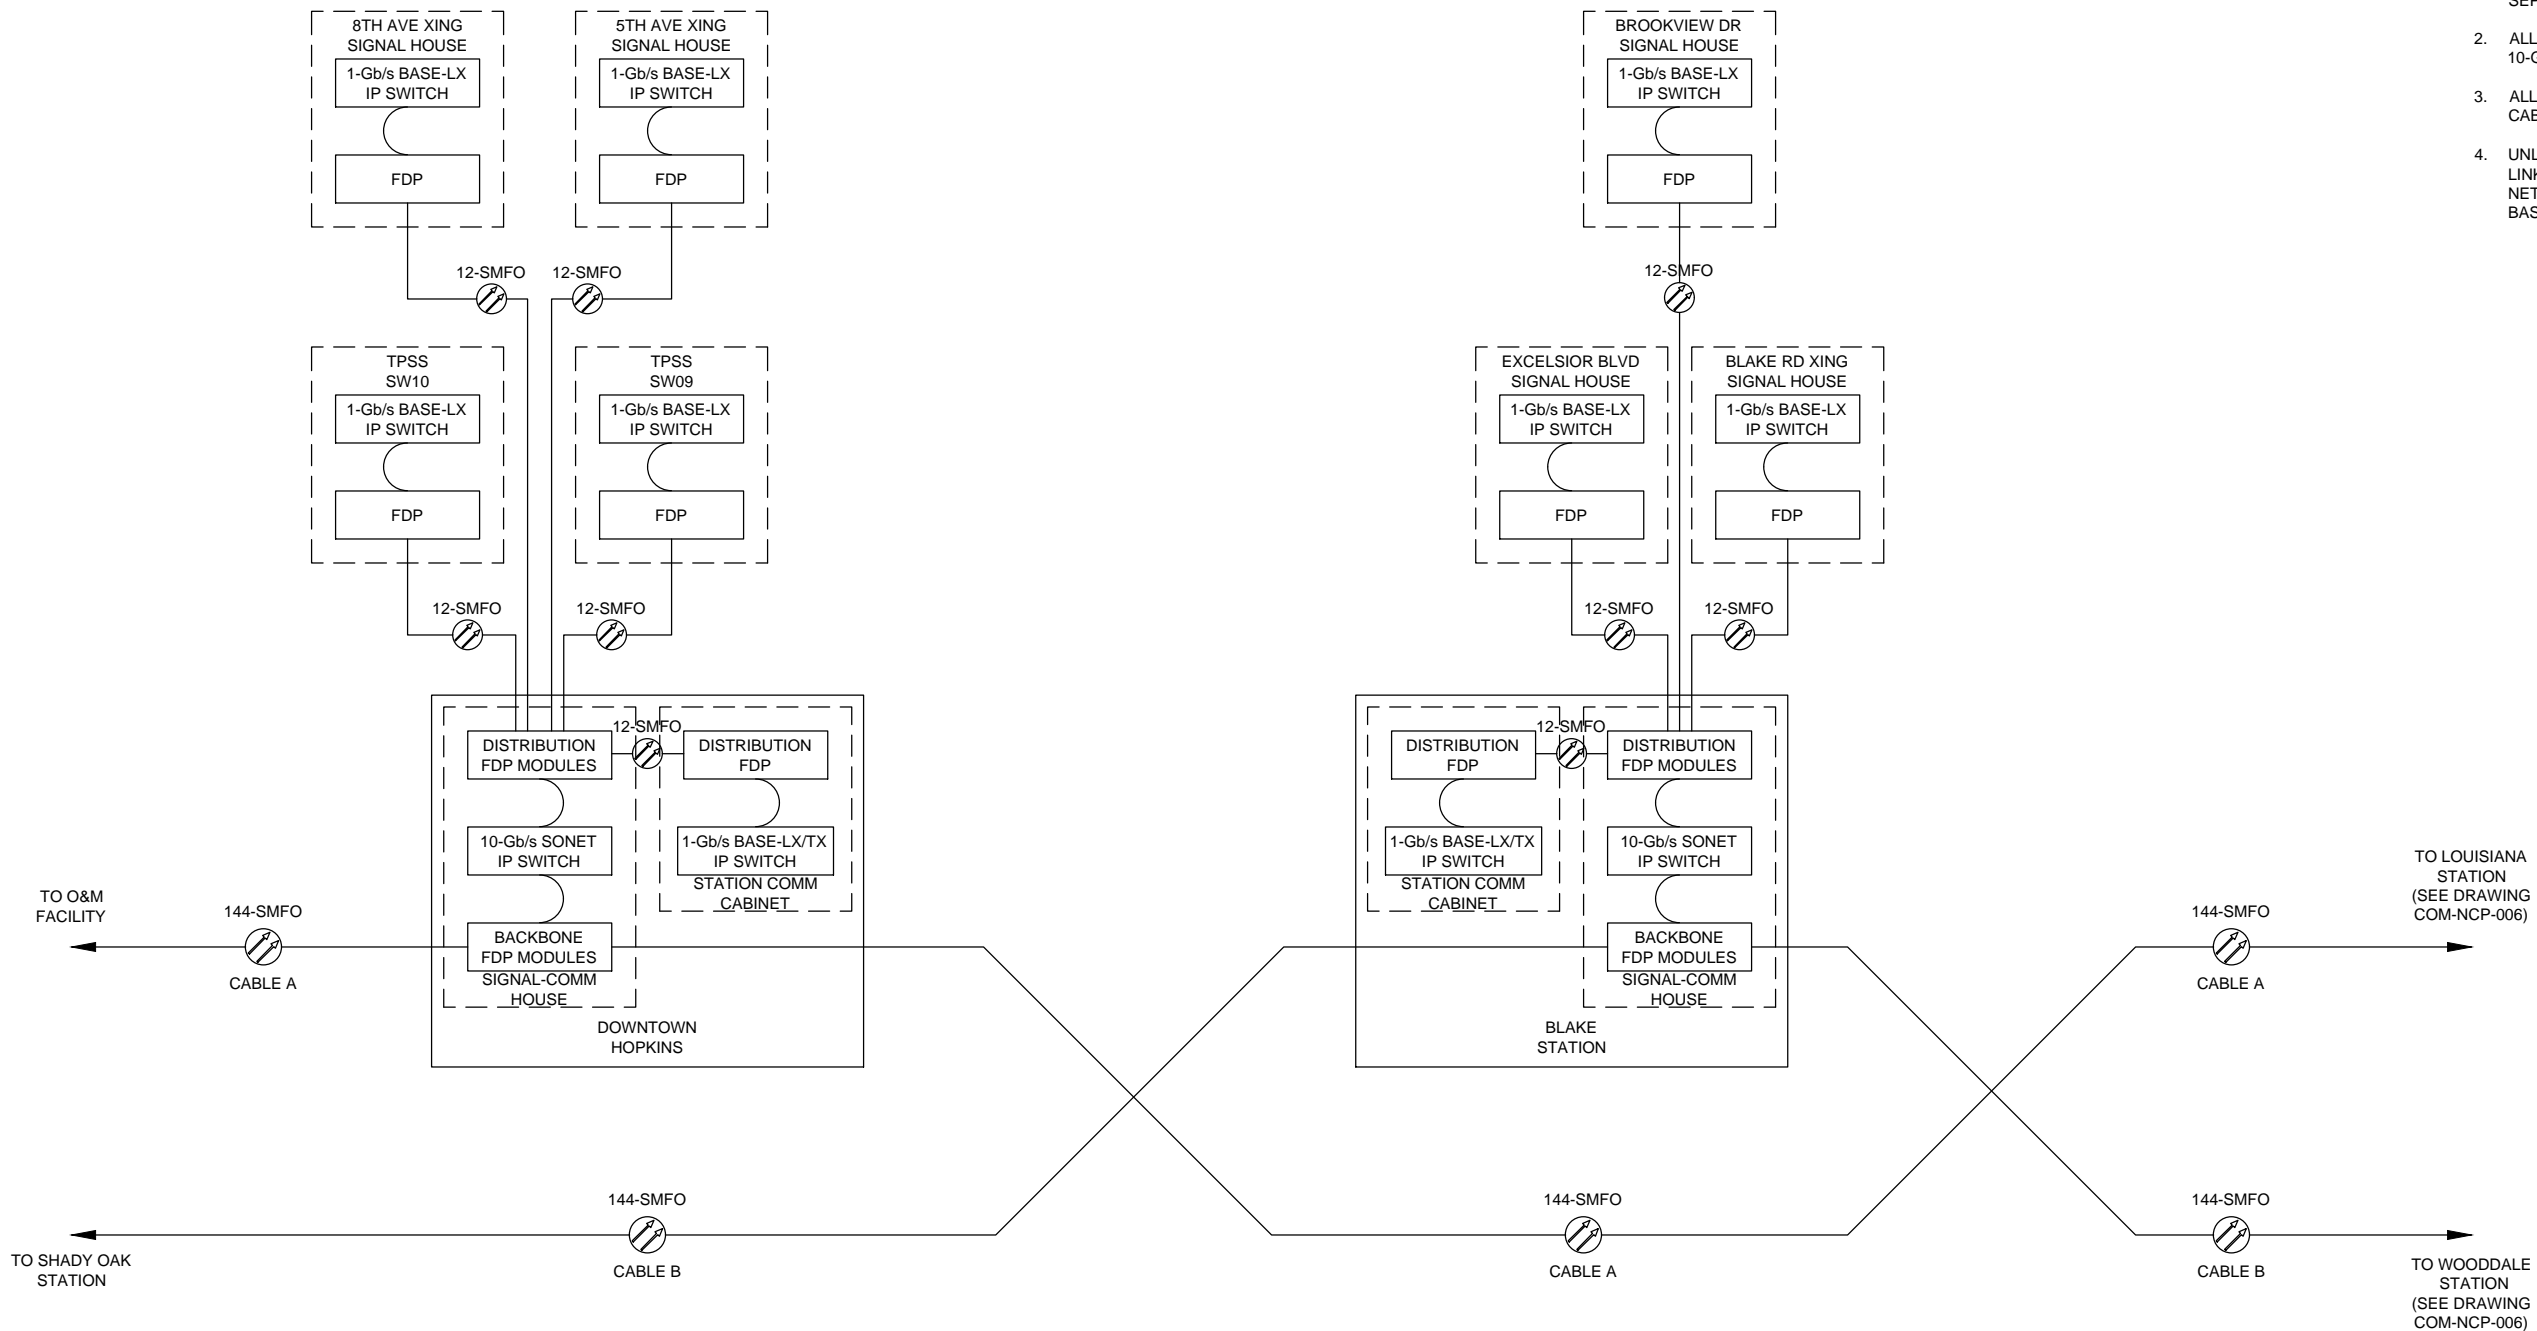 8TH AVE XING
SIGNAL HOUSE
1-Gb/s BASE-LX
IP SWITCH
FDP
5TH AVE XING
SIGNAL HOUSE
1-Gb/s BASE-LX
IP SWITCH
FDP
BROOKVIEW DR
SIGNAL HOUSE
1-Gb/s BASE-LX
IP SWITCH
FDP
2. ALL
3. ALL
4.
12-SMFO
12-SMFO
12-SMFO
TPSS
SW10
1-Gb/s BASE-LX
IP SWITCH
FDP
TPSS
SW09
1-Gb/s BASE-LX
IP SWITCH
FDP
EXCELSIOR BLVD
SIGNAL HOUSE
1-Gb/s BASE-LX
IP SWITCH
FDP
BLAKE RD XING
SIGNAL HOUSE
1-Gb/s BASE-LX
IP SWITCH
FDP
12-SMFO
12-SMFO
12-SMFO
12-SMFO
DISTRIBUTION
FDP MODULES
12-SMFO
DISTRIBUTION
FDP
10-Gb/s SONET
IP SWITCH
1-Gb/s BASE-LX/TX
IP SWITCH
STATION COMM
CABINET
BACKBONE
FDP MODULES
SIGNAL-COMM
HOUSE
DOWNTOWN
HOPKINS
DISTRIBUTION
FDP
12-SMFO
DISTRIBUTION
FDP MODULES
1-Gb/s BASE-LX/TX
IP SWITCH
STATION COMM
CABINET
10-Gb/s SONET
IP SWITCH
BACKBONE
FDP MODULES
SIGNAL-COMM
HOUSE
BLAKE
STATION
TO O&M
FACILITY
144-SMFO
CABLE A
144-SMFO
CABLE A
TO LOUISIANA
STATION
(SEE DRAWING
COM-NCP-006)
TO SHADY OAK
STATION
144-SMFO
CABLE B
144-SMFO
CABLE A
144-SMFO
CABLE B
TO WOODDALE
STATION
(SEE DRAWING
COM-NCP-006)